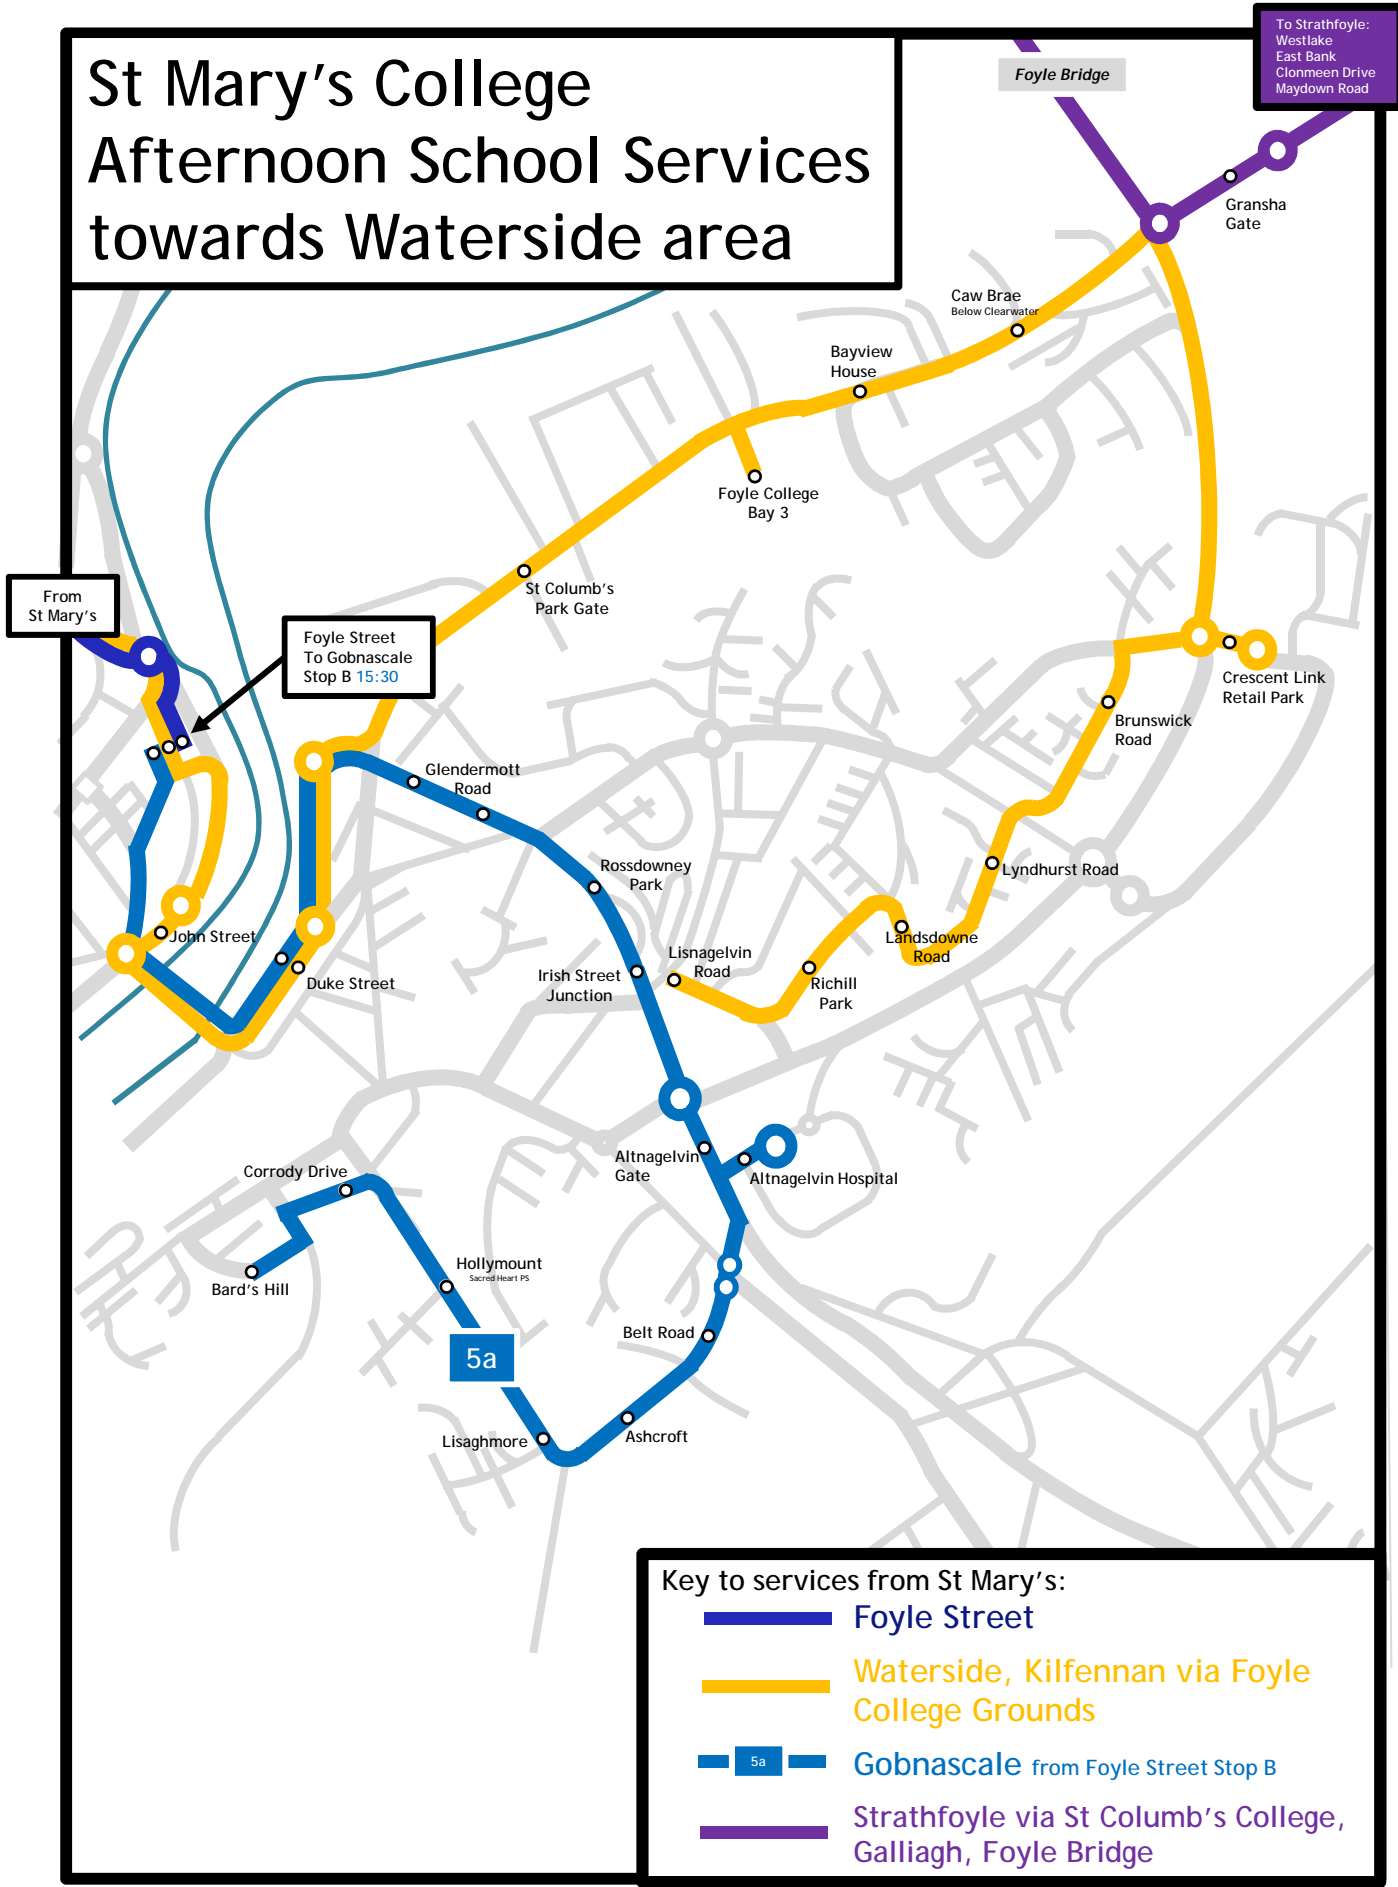 St Mary's College
Afternoon School Services
towards Waterside area
To Strathfoyle:
Westlake
East Bank
Clonmeen Drive
Maydown Road
Foyle Bridge
Gransha
Gate
Caw Brae
Below Clearwater
Bayview
House
Foyle College
Bay 3
St Columb's
Park Gate
From
St Mary's
Foyle Street
To Gobnascale
Stop B 15:30
Crescent Link
Retail Park
Brunswick
Road
Glendermott
Road
Rossdowney
Park
Lyndhurst Road
John Street
Landsdowne
Road
Lisnagelvin
Road
Irish Street
Junction
Richill
Park
Duke Street
Altnagelvin
Gate
Altnagelvin Hospital
Corrody Drive
Hollymount
Sacred Heart PS
Bard's Hill
Belt Road
5a
Lisaghmore
Ashcroft
Key to services from St Mary's:
Foyle Street
Waterside, Kilfennan via Foyle
College Grounds
5a
Gobnascale from Foyle Street Stop B
Strathfoyle via St Columb's College,
Galliagh, Foyle Bridge